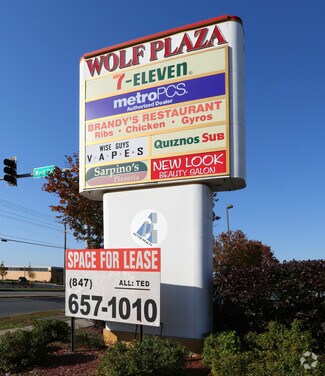 WOLF PLAZA
7-ELEVEN
metroPCS.
Authorized Dealer
BRANDY'S RESTAURANT
Ribs • Chicken • Gyros
WISE GUYS
VAPES
Quiznos SUB
Sarpino's
Pizzeria
NEW LOOK
BEAUTY SALON
SPACE FOR LEASE
(847) ALL: TED
657-1010